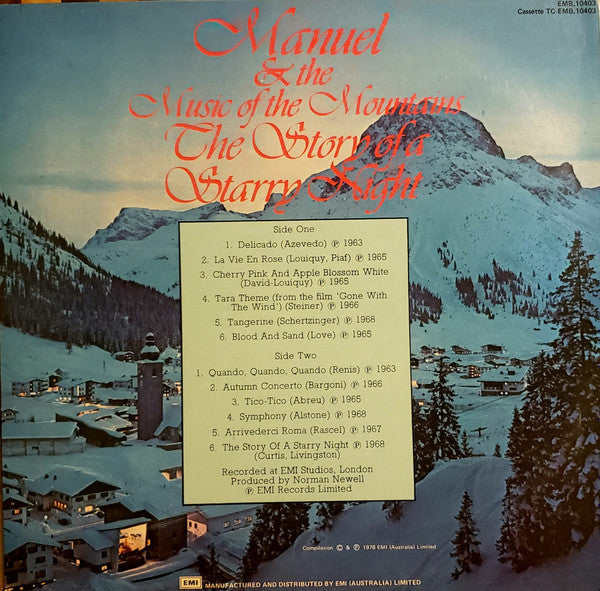 EMB.10403
Cassette TC-EMB.10403
Manuel
& the
Music of the Mountains
The Story of a
Starry Night
Side One
1. Delicado (Azevedo) ℗ 1963
2. La Vie En Rose (Louiquy, Piaf) ℗ 1965
3. Cherry Pink And Apple Blossom White
(David-Louiquy) ℗ 1965
4. Tara Theme (from the film 'Gone With
The Wind') (Steiner) ℗ 1966
5. Tangerine (Schertzinger) ℗ 1968
6. Blood And Sand (Love) ℗ 1965
Side Two
1. Quando, Quando, Quando (Renis) ℗ 1963
2. Autumn Concerto (Bargoni) ℗ 1966
3. Tico-Tico (Abreu) ℗ 1965
4. Symphony (Alstone) ℗ 1968
5. Arrivederci Roma (Rascel) ℗ 1967
6. The Story Of A Starry Night ℗ 1968
(Curtis, Livingston)
Recorded at EMI Studios, London
Produced by Norman Newell
℗ EMI Records Limited
Compilation © & ℗ 1978 EMI (Australia) Limited
EMI MANUFACTURED AND DISTRIBUTED BY EMI (AUSTRALIA) LIMITED